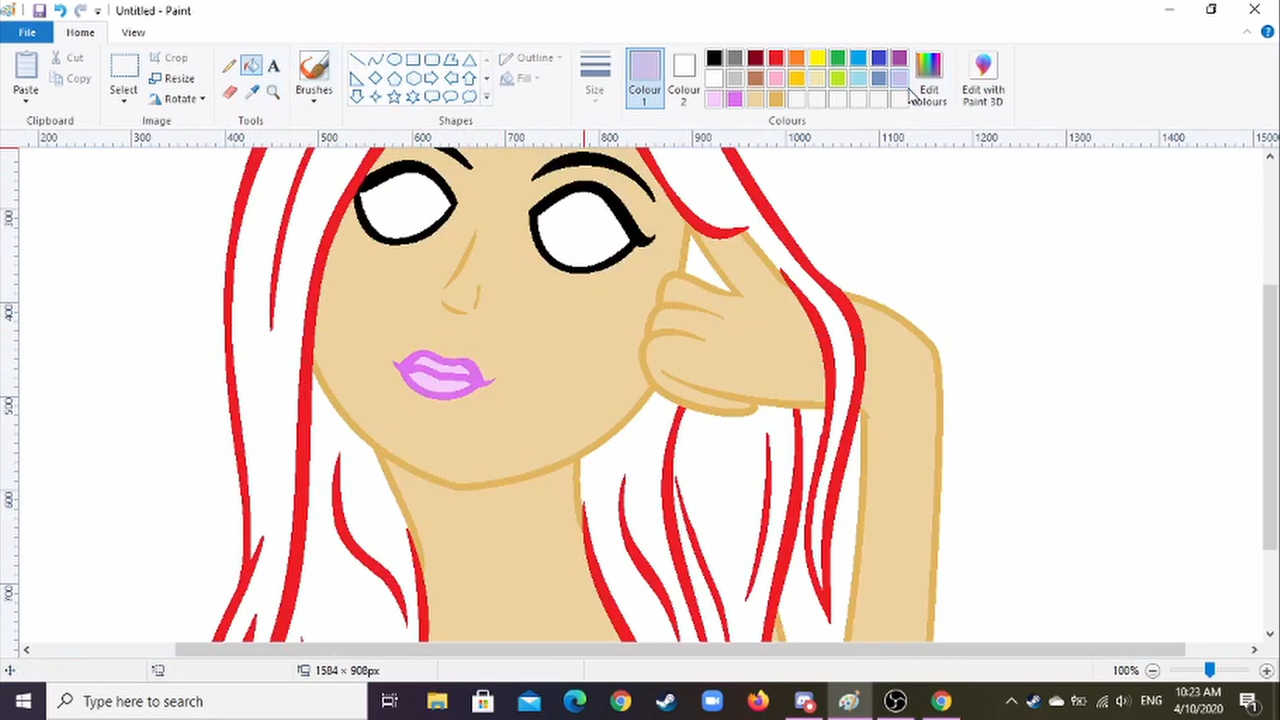 Untitled - Paint
File Home View
Paste Cut Copy
Select Crop Resize Rotate
A
Brushes
Outline Fill
Size
Colour 1
Colour 2
Edit colours
Edit with Paint 3D
Clipboard Image Tools Shapes Colours
200 300 400 500 600 700 800 900 1000 1100 1200 1300 1400 1500
300
400
500
600
700
1584 × 908px 100%
Type here to search
ENG
10:23 AM
4/10/2020
1